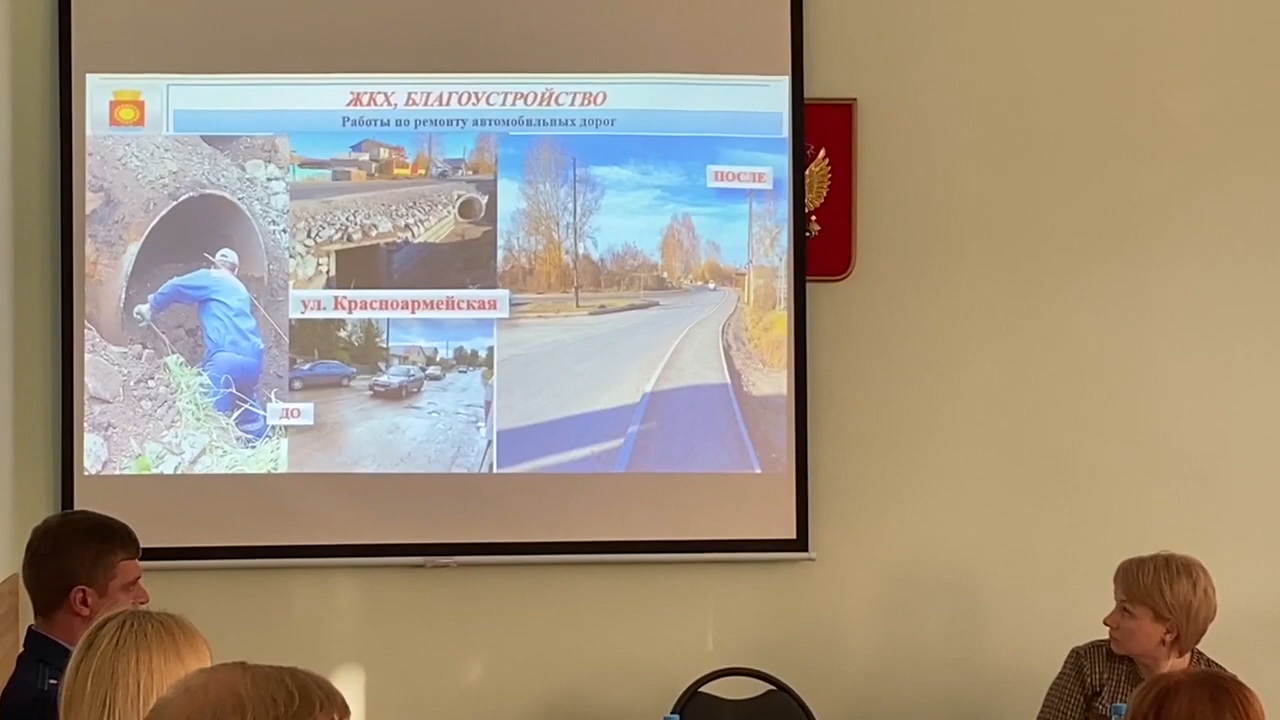 ЖКХ, БЛАГОУСТРОЙСТВО
Работы по ремонту автомобильных дорог
ПОСЛЕ
ул. Красноармейская
ДО